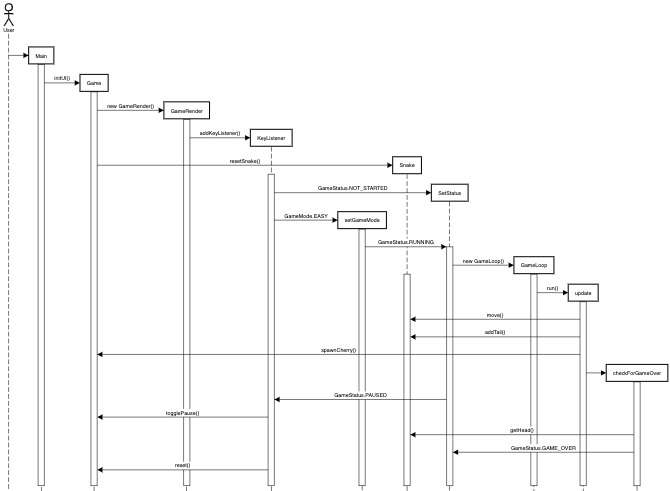 User
Main
initUI()
Game
new GameRender()
GameRender
addKeyListener()
KeyListener
resetSnake()
Snake
GameStatus.NOT_STARTED
SetStatus
GameMode.EASY
setGameMode
GameStatus.RUNNING
new GameLoop()
GameLoop
run()
update
move()
addTail()
spawnCherry()
checkForGameOver
GameStatus.PAUSED
togglePause()
getHead()
GameStatus.GAME_OVER
reset()